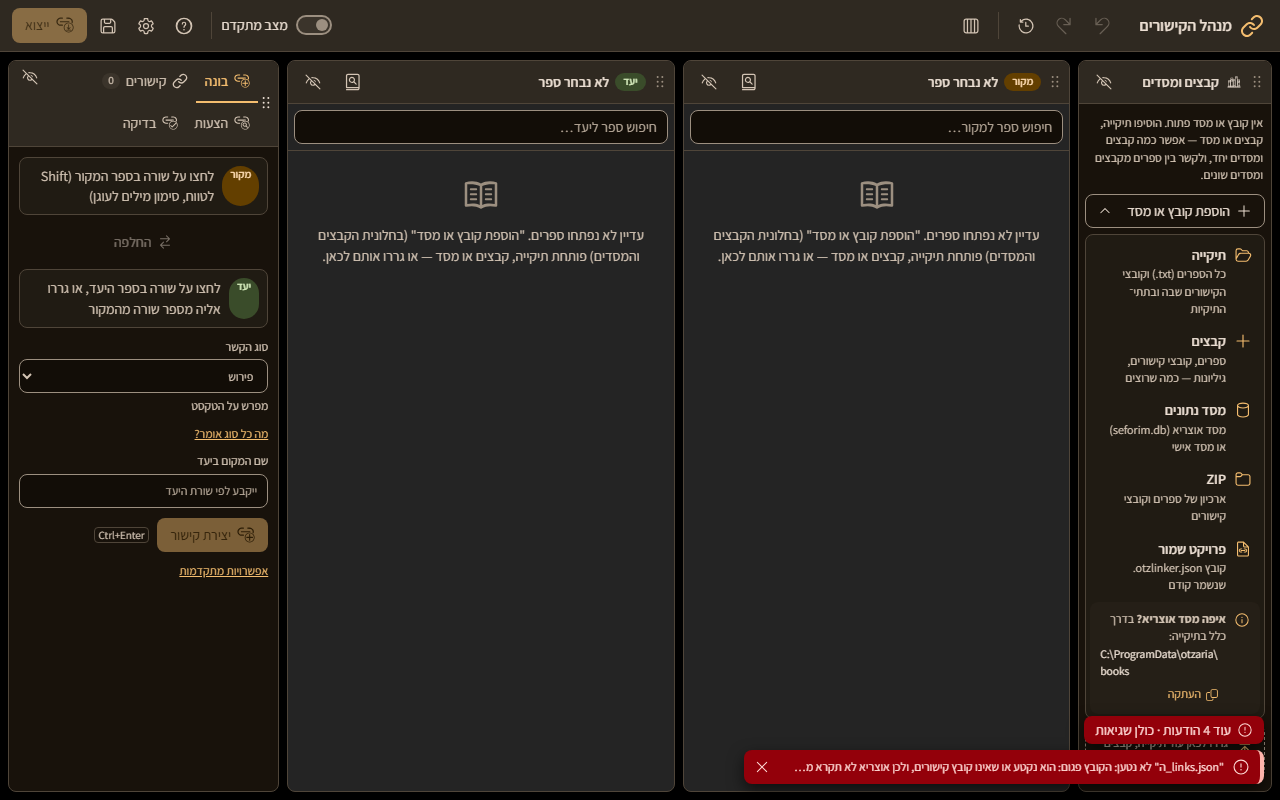 מנהל הקישורים
מצב מתקדם
ייצוא
קבצים ומסדים
אין קובץ או מסד פתוח. הוסיפו תיקייה,
קבצים או מסד — אפשר כמה קבצים
ומסדים יחד, ולקשר בין ספרים מקבצים
ומסדים שונים.
הוספת קובץ או מסד
תיקייה
כל הספרים (.txt) וקובצי
הקישורים שבה ובתתי־
התיקיות
קבצים
ספרים, קובצי קישורים,
גיליונות — כמה שרוצים
מסד נתונים
מסד אוצריא (seforim.db)
או מסד אישי
ZIP
ארכיון של ספרים וקובצי
קישורים
פרויקט שמור
קובץ .otzlinker.json
שנשמר קודם
איפה מסד אוצריא? בדרך
כלל בתיקייה:
C:\ProgramData\otzaria\
books
העתקה
מקור
לא נבחר ספר
חיפוש ספר למקור...
עדיין לא נפתחו ספרים. "הוספת קובץ או מסד" (בחלונית הקבצים
והמסדים) פותחת תיקייה, קבצים או מסד — או גררו אותם לכאן.
יעד
לא נבחר ספר
חיפוש ספר ליעד...
עדיין לא נפתחו ספרים. "הוספת קובץ או מסד" (בחלונית הקבצים
והמסדים) פותחת תיקייה, קבצים או מסד — או גררו אותם לכאן.
בונה
קישורים 0
הצעות
בדיקה
מקור
לחצו על שורה בספר המקור (Shift
לטווח, סימון מילים לעוגן)
החלפה
יעד
לחצו על שורה בספר היעד, או גררו
אליה מספר שורה מהמקור
סוג הקשר
פירוש
מפרש על הטקסט
מה כל סוג אומר?
שם המקום ביעד
ייקבע לפי שורת היעד
יצירת קישור
Ctrl+Enter
אפשרויות מתקדמות
עוד 4 הודעות · כולן שגיאות
"ה_links.json" לא נטען: הקובץ פגום: הוא נקטע או שאינו קובץ קישורים, ולכן אוצריא לא תקרא מ...